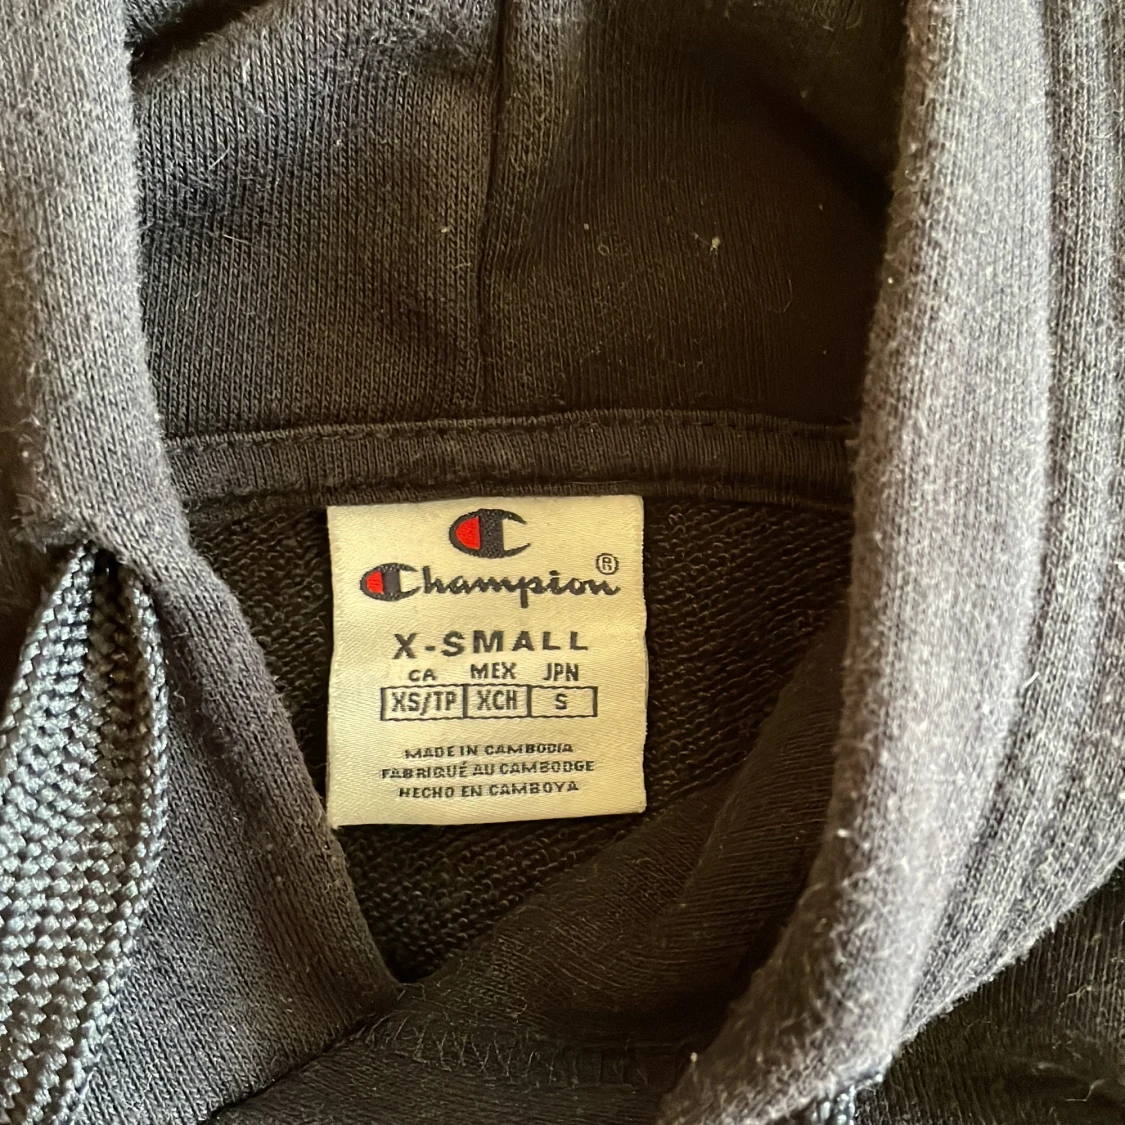 Champion®
X-SMALL
CA MEX JPN
XS/TP XCH S
MADE IN CAMBODIA
FABRIQUÉ AU CAMBODGE
HECHO EN CAMBOYA